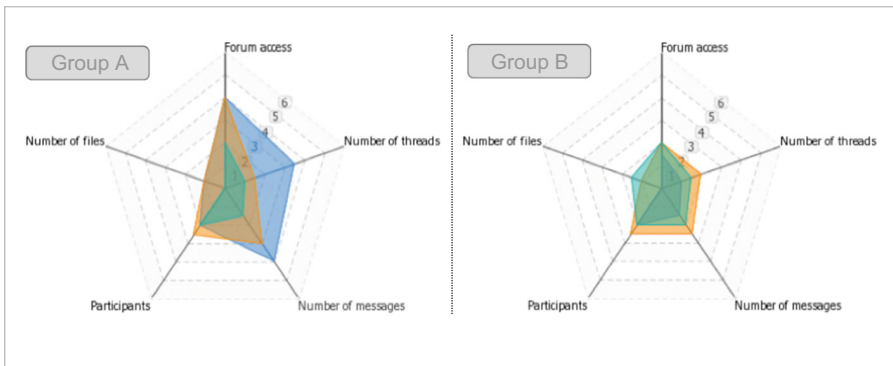 Group A
Forum access
Number of threads
Number of messages
Participants
Number of files
6
5
4
3
2
1
Group B
Forum access
Number of threads
Number of messages
Participants
Number of files
6
5
4
3
2